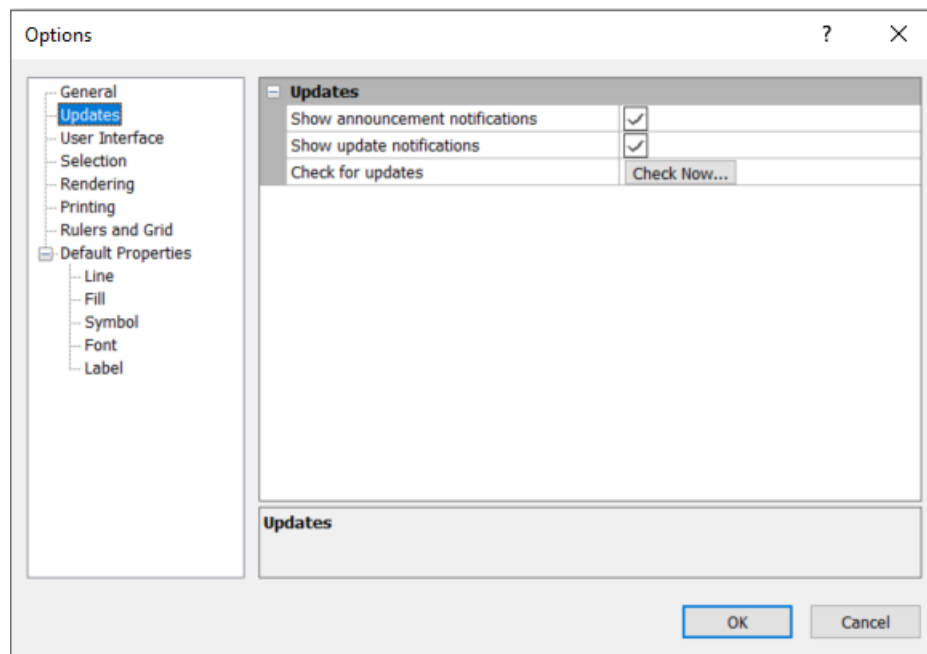 Options
?
General
Updates
User Interface
Selection
Rendering
Printing
Rulers and Grid
Default Properties
Line
Fill
Symbol
Font
Label
Updates
Show announcement notifications
Show update notifications
Check for updates
Check Now...
Updates
OK
Cancel